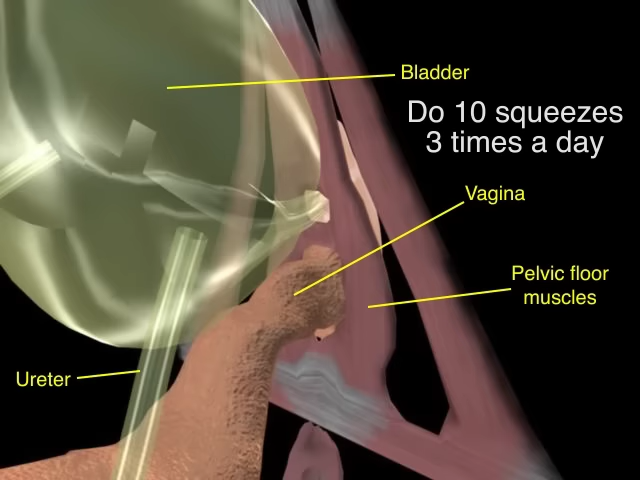 Bladder
Do 10 squeezes
3 times a day
Vagina
Pelvic floor
muscles
Ureter